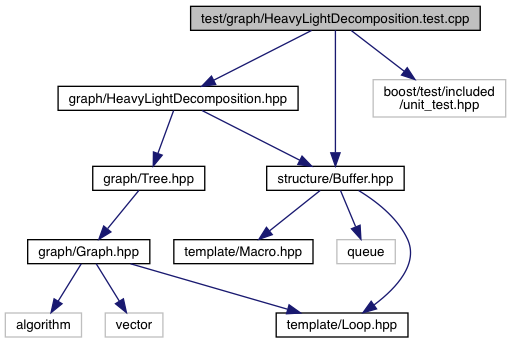 test/graph/HeavyLightDecomposition.test.cpp
graph/HeavyLightDecomposition.hpp
boost/test/included
/unit_test.hpp
graph/Tree.hpp
structure/Buffer.hpp
graph/Graph.hpp
template/Macro.hpp
queue
algorithm
vector
template/Loop.hpp